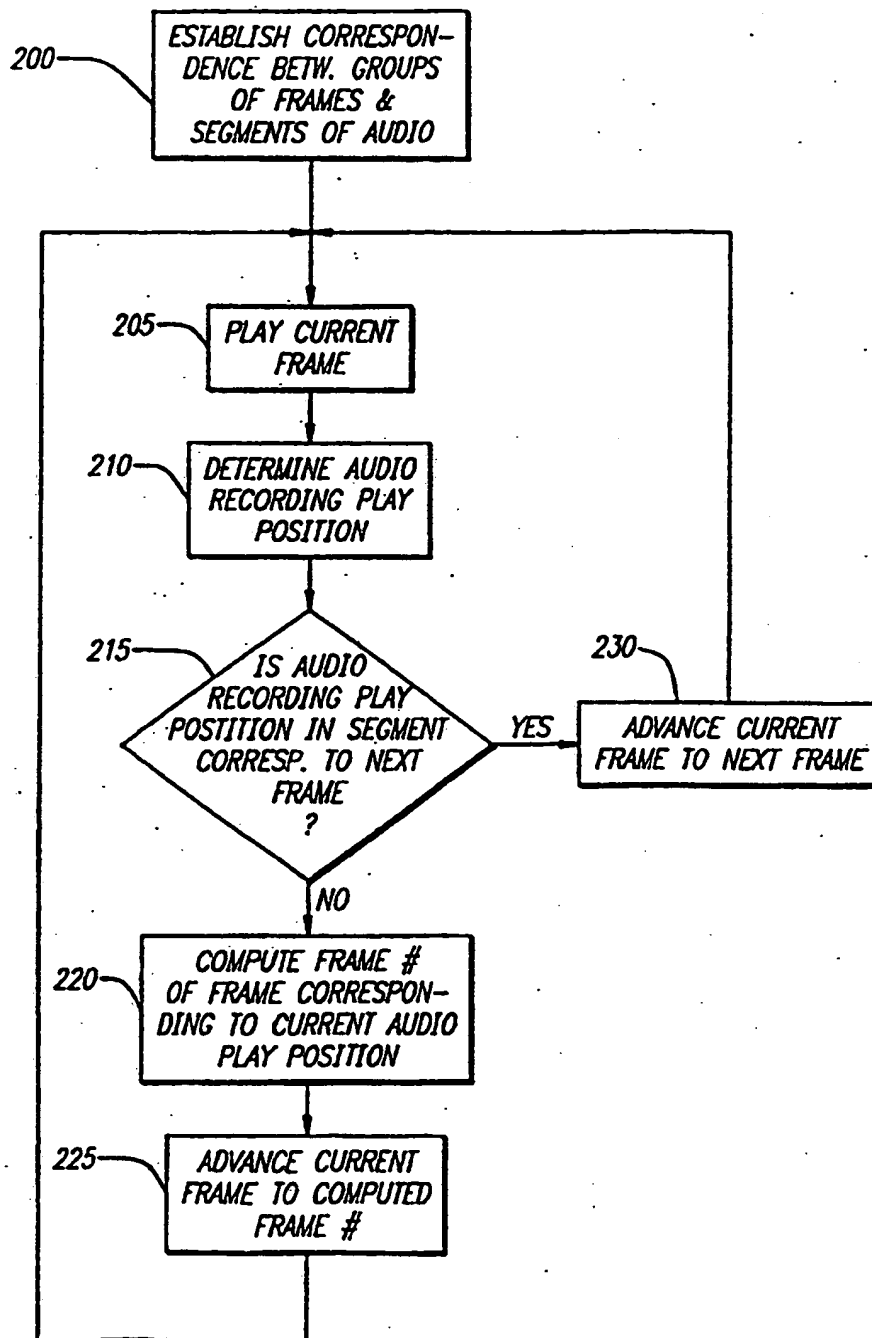 200
ESTABLISH CORRESPON-
DENCE BETW. GROUPS
OF FRAMES &
SEGMENTS OF AUDIO
205
PLAY CURRENT
FRAME
210
DETERMINE AUDIO
RECORDING PLAY
POSITION
215
IS AUDIO
RECORDING PLAY
POSTITION IN SEGMENT
CORRESP. TO NEXT
FRAME
?
YES
230
ADVANCE CURRENT
FRAME TO NEXT FRAME
NO
220
COMPUTE FRAME #
OF FRAME CORRESPON-
DING TO CURRENT AUDIO
PLAY POSITION
225
ADVANCE CURRENT
FRAME TO COMPUTED
FRAME #